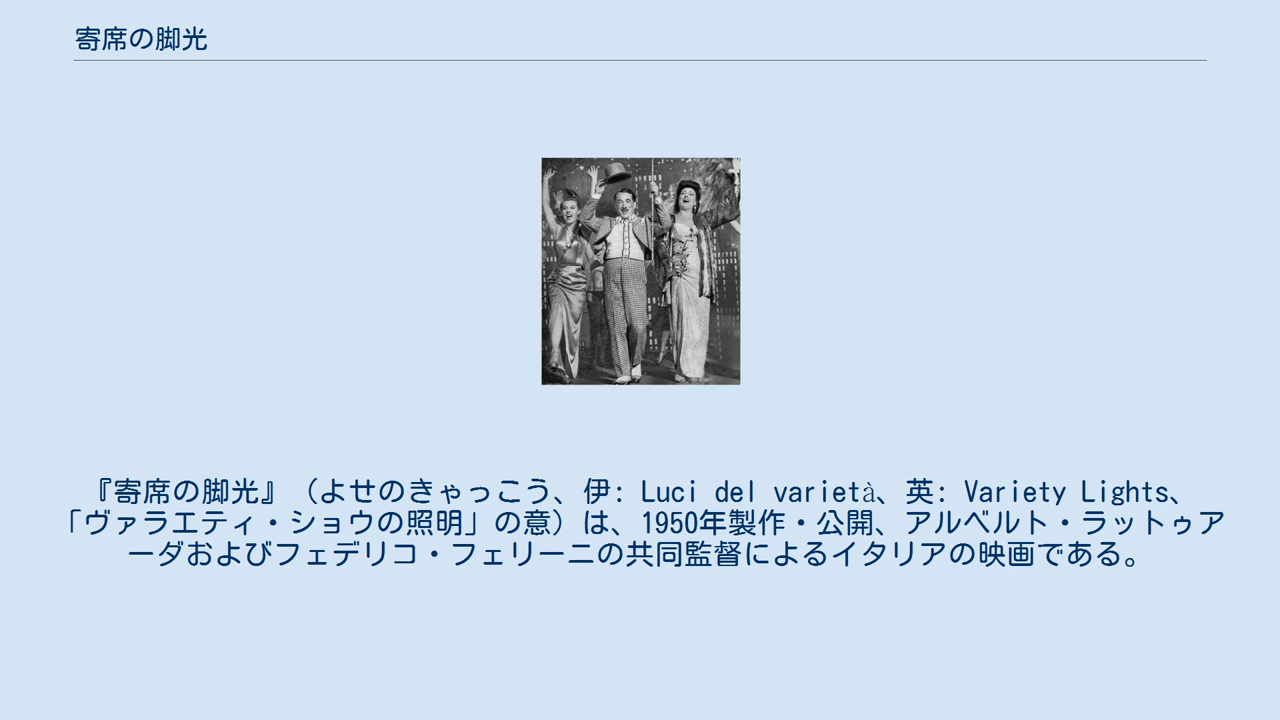 寄席の脚光
『寄席の脚光』（よせのきゃっこう、伊: Luci del varietà、英: Variety Lights、
「ヴァラエティ・ショウの照明」の意）は、1950年製作・公開、アルベルト・ラットゥア
ーダおよびフェデリコ・フェリーニの共同監督によるイタリアの映画である。